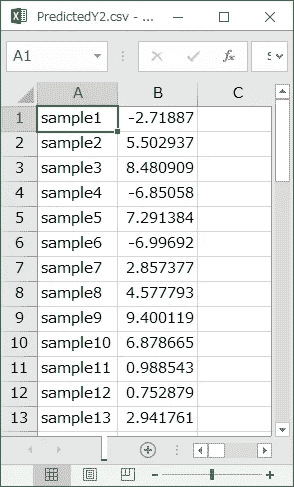 PredictedY2.csv - ...
A1
A B C
1 sample1 -2.71887
2 sample2 5.502937
3 sample3 8.480909
4 sample4 -6.85058
5 sample5 7.291384
6 sample6 -6.99692
7 sample7 2.857377
8 sample8 4.577793
9 sample9 9.400119
10 sample10 6.878665
11 sample11 0.988543
12 sample12 0.752879
13 sample13 2.941761